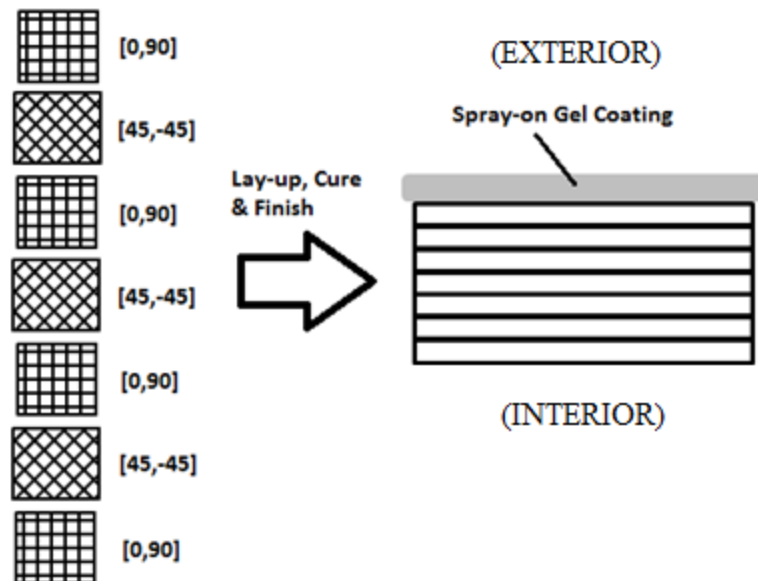 [0,90]
[45,-45]
[0,90]
[45,-45]
[0,90]
[45,-45]
[0,90]
Lay-up, Cure
& Finish
(EXTERIOR)
Spray-on Gel Coating
(INTERIOR)